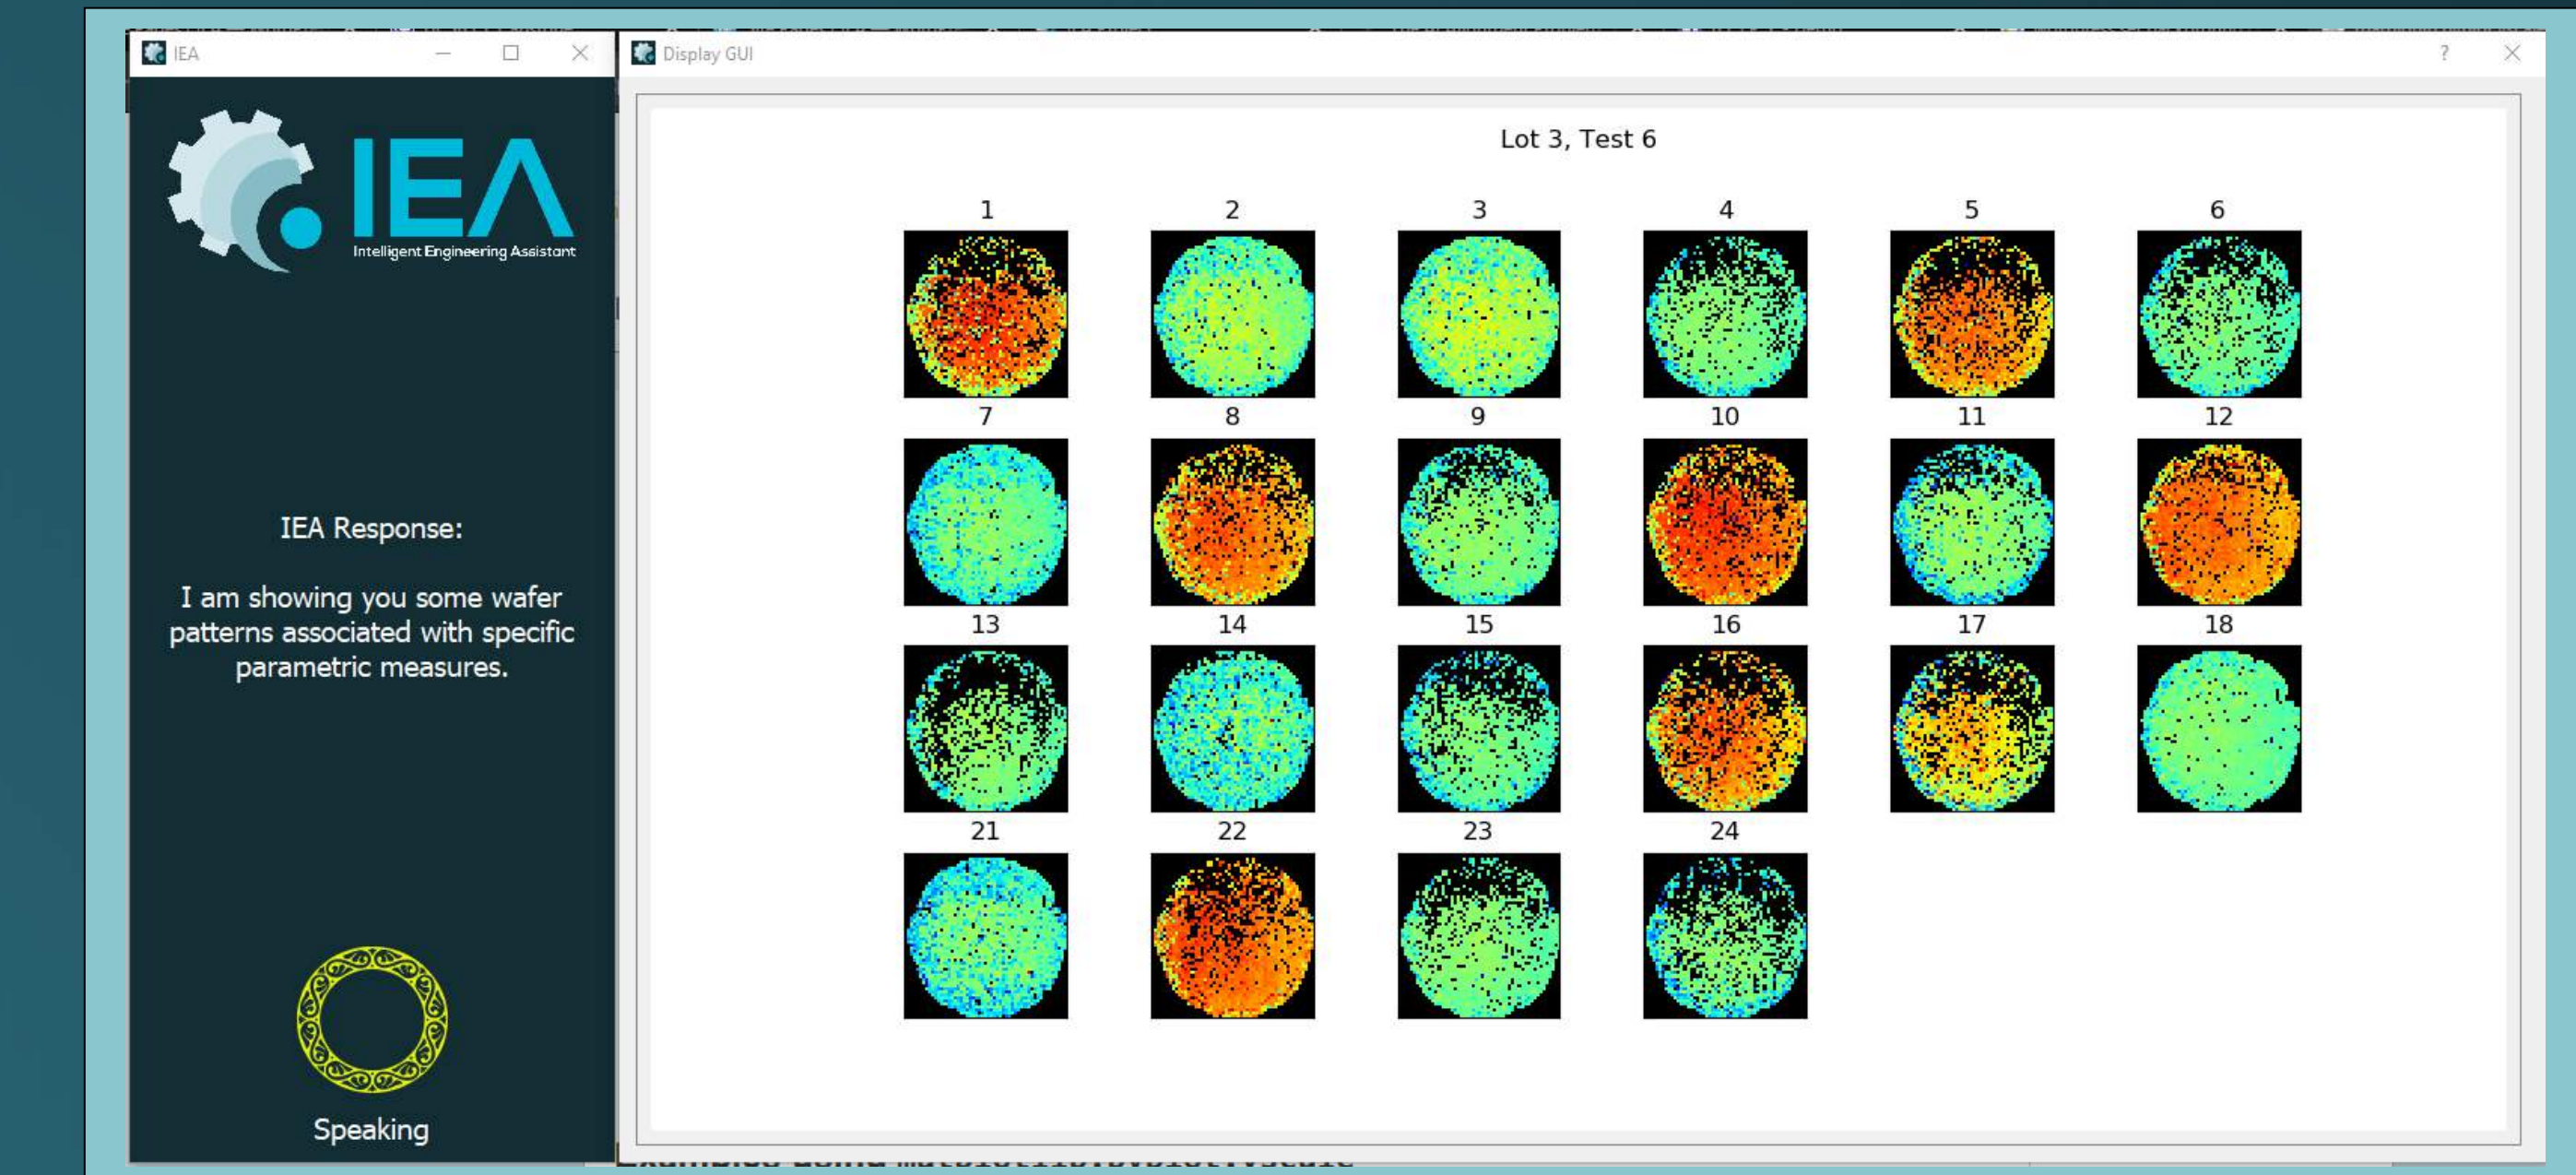 IEA
Display GUI
?
IEA
Intelligent Engineering Assistant
IEA Response:
I am showing you some wafer
patterns associated with specific
parametric measures.
Speaking
Lot 3, Test 6
1 2 3 4 5 6
7 8 9 10 11 12
13 14 15 16 17 18
21 22 23 24